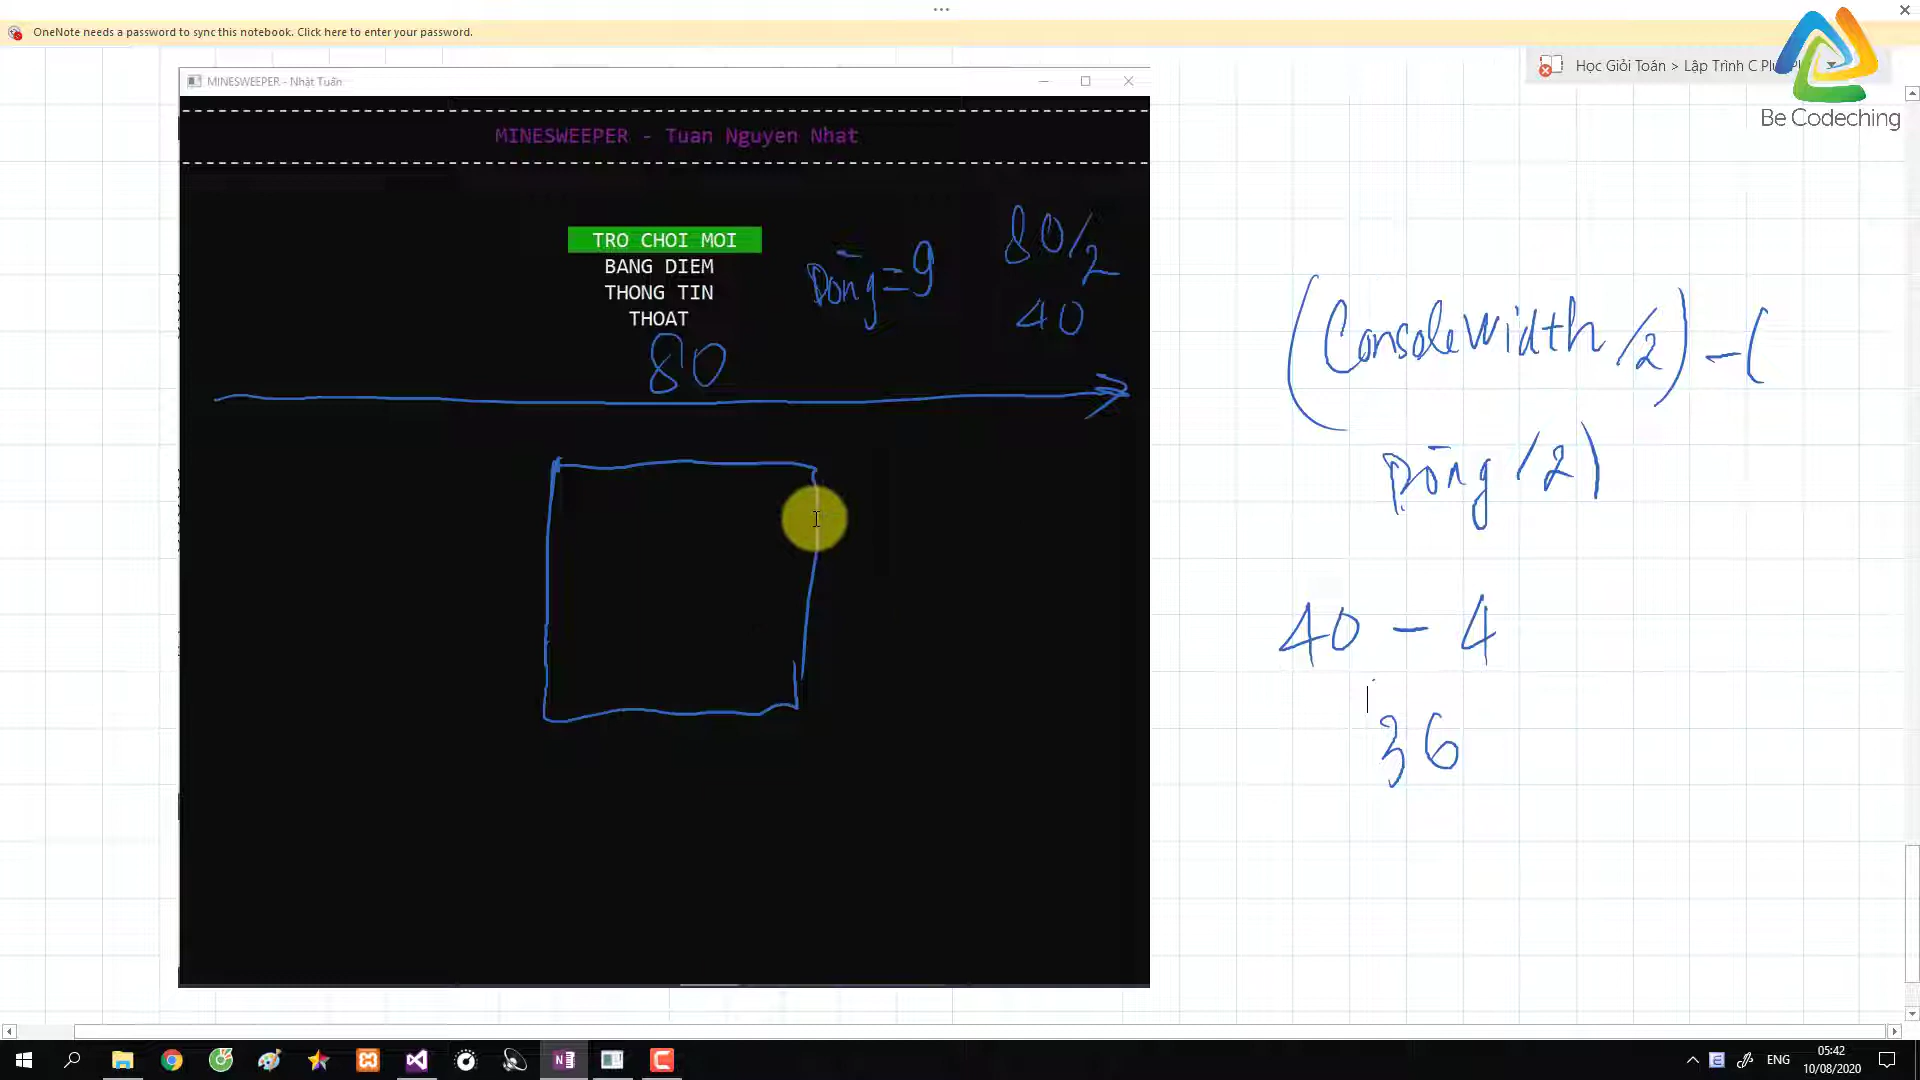 OneNote needs a password to sync this notebook. Click here to enter your password.
Học Giỏi Toán > Lập Trình C Plu
Be Codeching
MINESWEEPER - Nhật Tuấn
MINESWEEPER - Tuan Nguyen Nhat
TRO CHOI MOI
BANG DIEM
THONG TIN
THOAT
Dòng = 9
80/2
40
80
(ConsoleWidth/2) - (
Dòng/2)
40 - 4
36
ENG
05:42
10/08/2020